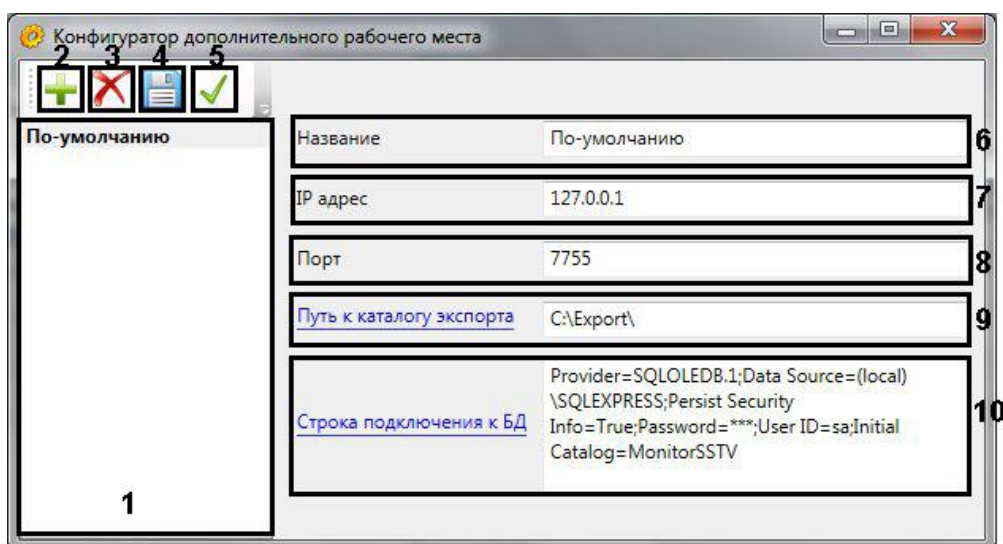 Конфигуратор дополнительного рабочего места
2 3 4 5
По-умолчанию
1
Название По-умолчанию 6
IP адрес 127.0.0.1 7
Порт 7755 8
Путь к каталогу экспорта C:\Export\ 9
Строка подключения к БД
Provider=SQLOLEDB.1;Data Source=(local)
\SQLEXPRESS;Persist Security
Info=True;Password=***;User ID=sa;Initial
Catalog=MonitorSSTV
10